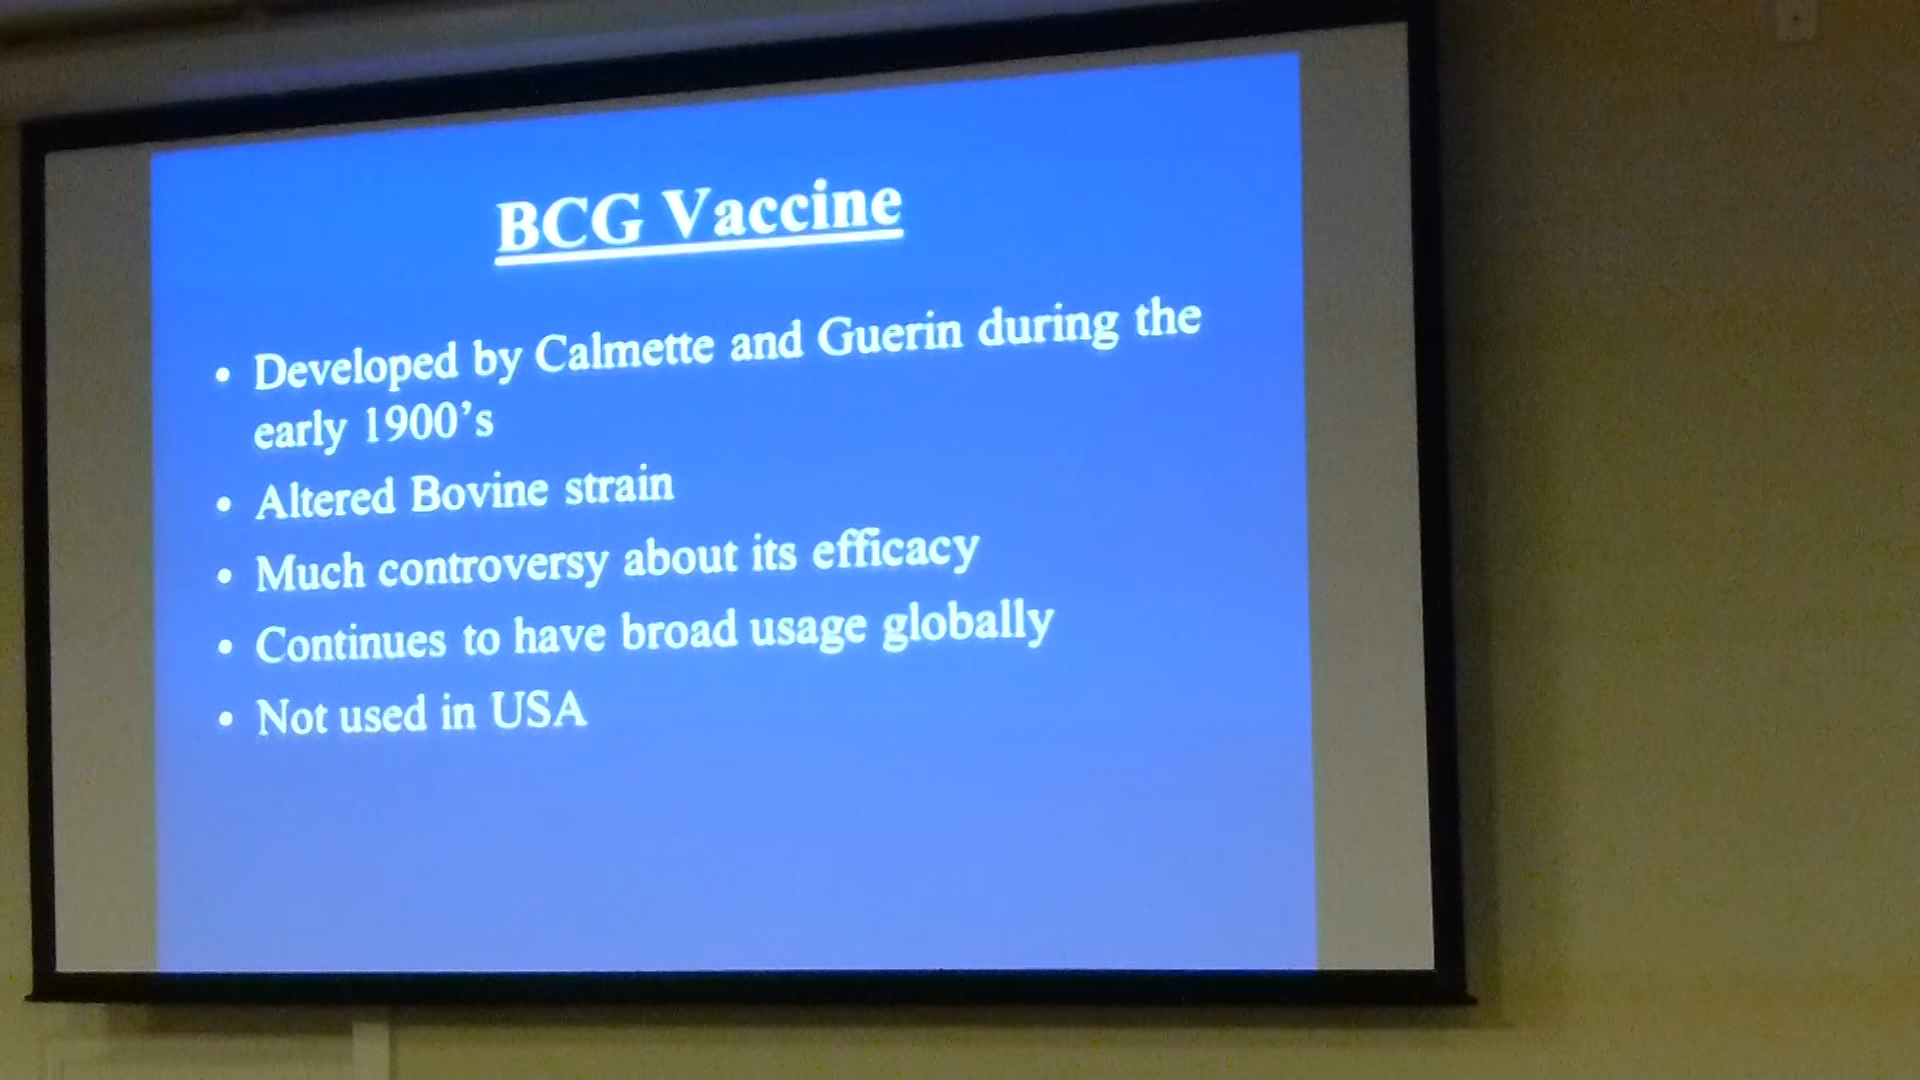 BCG Vaccine
• Developed by Calmette and Guerin during the
early 1900's
• Altered Bovine strain
• Much controversy about its efficacy
• Continues to have broad usage globally
• Not used in USA